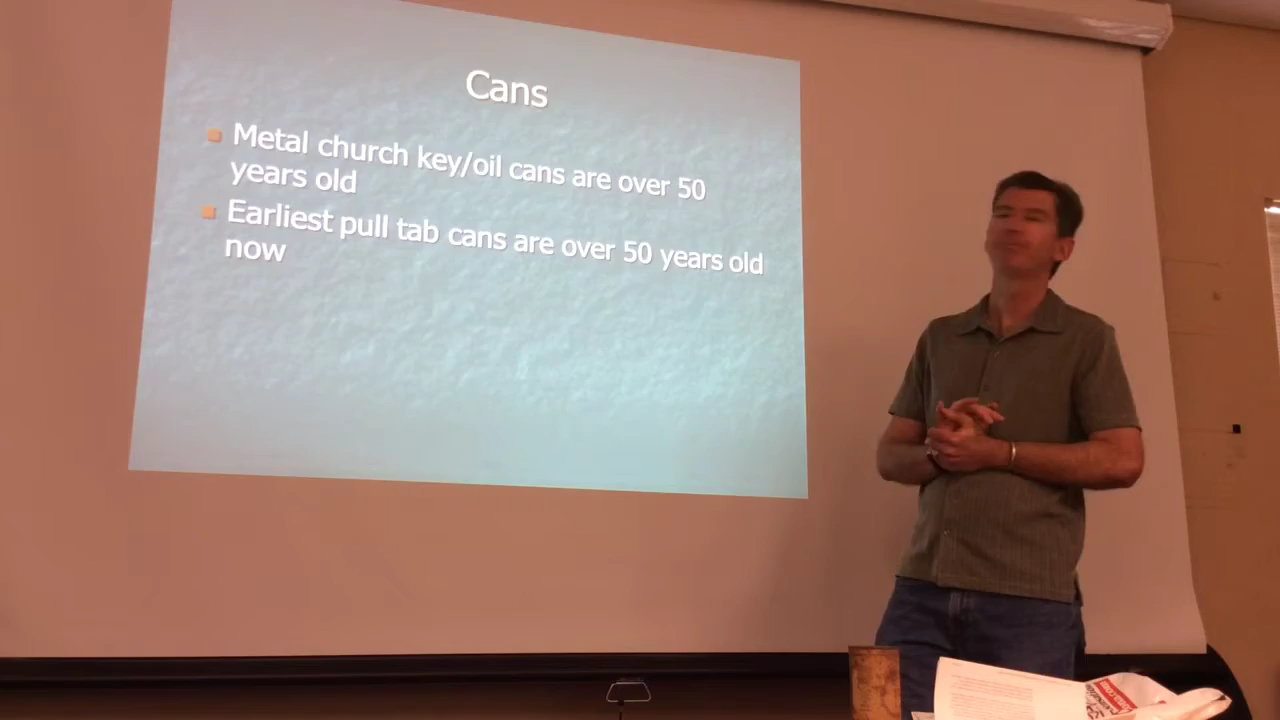 Cans
Metal church key/oil cans are over 50
years old
Earliest pull tab cans are over 50 years old
now